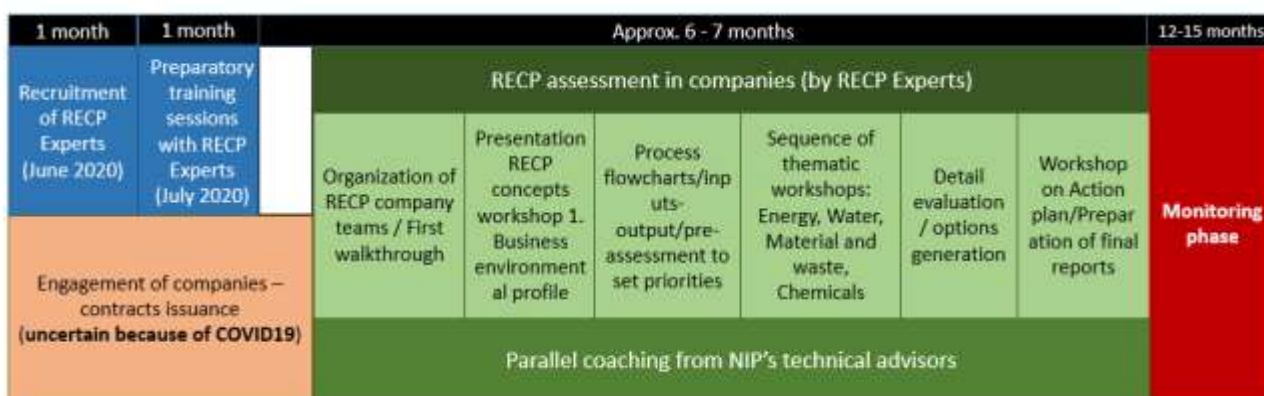 1 month
1 month
Approx. 6 - 7 months
12-15 months
Recruitment
of RECP
Experts
(June 2020)
Preparatory
training
sessions
with RECP
Experts
(July 2020)
RECP assessment in companies (by RECP Experts)
Organization of
RECP company
teams / First
walkthrough
Presentation
RECP
concepts
workshop 1.
Business
environment
al profile
Process
flowcharts/inp
uts-
output/pre-
assessment to
set priorities
Sequence of
thematic
workshops:
Energy, Water,
Material and
waste,
Chemicals
Detail
evaluation
/ options
generation
Workshop
on Action
plan/Prepar
ation of final
reports
Monitoring
phase
Engagement of companies –
contracts issuance
(uncertain because of COVID19)
Parallel coaching from NIP's technical advisors